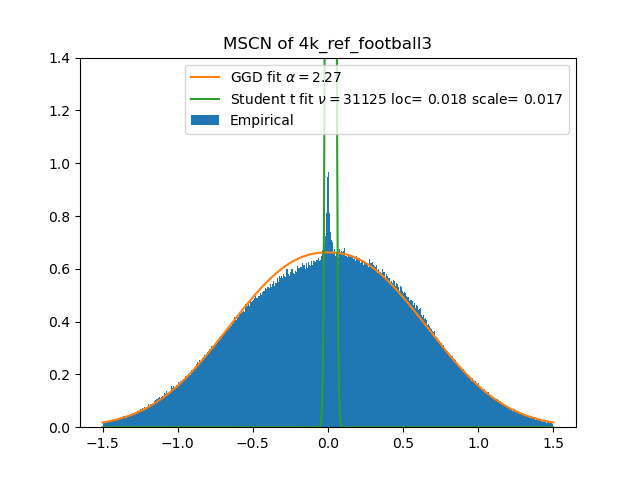 MSCN of 4k_ref_football3
GGD fit α = 2.27
Student t fit ν = 31125 loc= 0.018 scale= 0.017
Empirical
1.4
1.2
1.0
0.8
0.6
0.4
0.2
0.0
−1.5 −1.0 −0.5 0.0 0.5 1.0 1.5